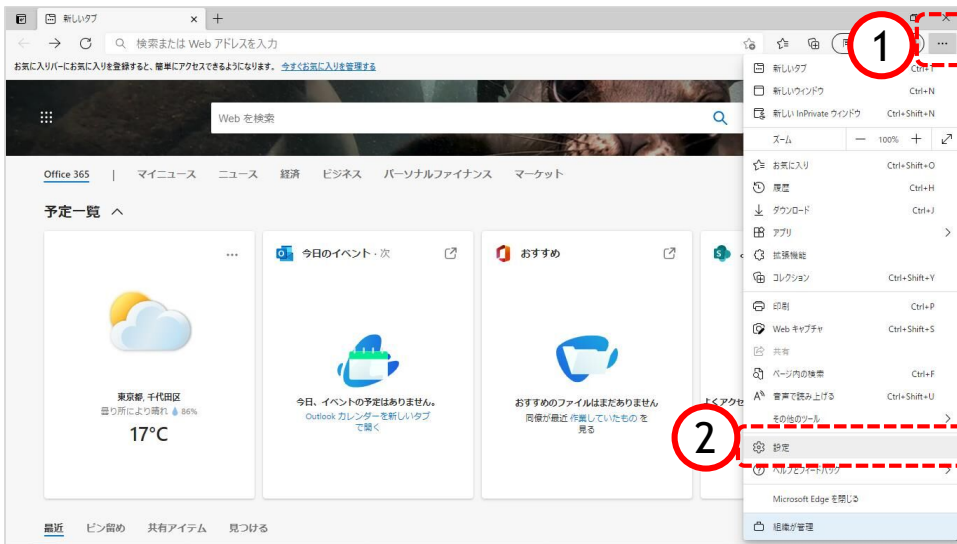 新しいタブ
検索または Web アドレスを入力
お気に入りバーにお気に入りを登録すると、簡単にアクセスできるようになります。 今すぐお気に入りを管理する
1
Web を検索
Office 365 | マイニュース ニュース 経済 ビジネス パーソナルファイナンス マーケット
予定一覧
東京都, 千代田区
曇り所により晴れ 86%
17°C
今日のイベント・次
今日、イベントの予定はありません。
Outlook カレンダーを新しいタブ
で開く
おすすめ
おすすめのファイルはまだありません
同僚が最近 作業していたもの を
見る
よくアクセ
最近 ピン留め 共有アイテム 見つける
新しいタブ Ctrl+T
新しいウィンドウ Ctrl+N
新しい InPrivate ウィンドウ Ctrl+Shift+N
ズーム 100%
お気に入り Ctrl+Shift+O
履歴 Ctrl+H
ダウンロード Ctrl+J
アプリ
拡張機能
コレクション Ctrl+Shift+Y
印刷 Ctrl+P
Web キャプチャ Ctrl+Shift+S
共有
ページ内の検索 Ctrl+F
音声で読み上げる Ctrl+Shift+U
その他のツール
2
設定
ヘルプとフィードバック
Microsoft Edge を閉じる
組織が管理